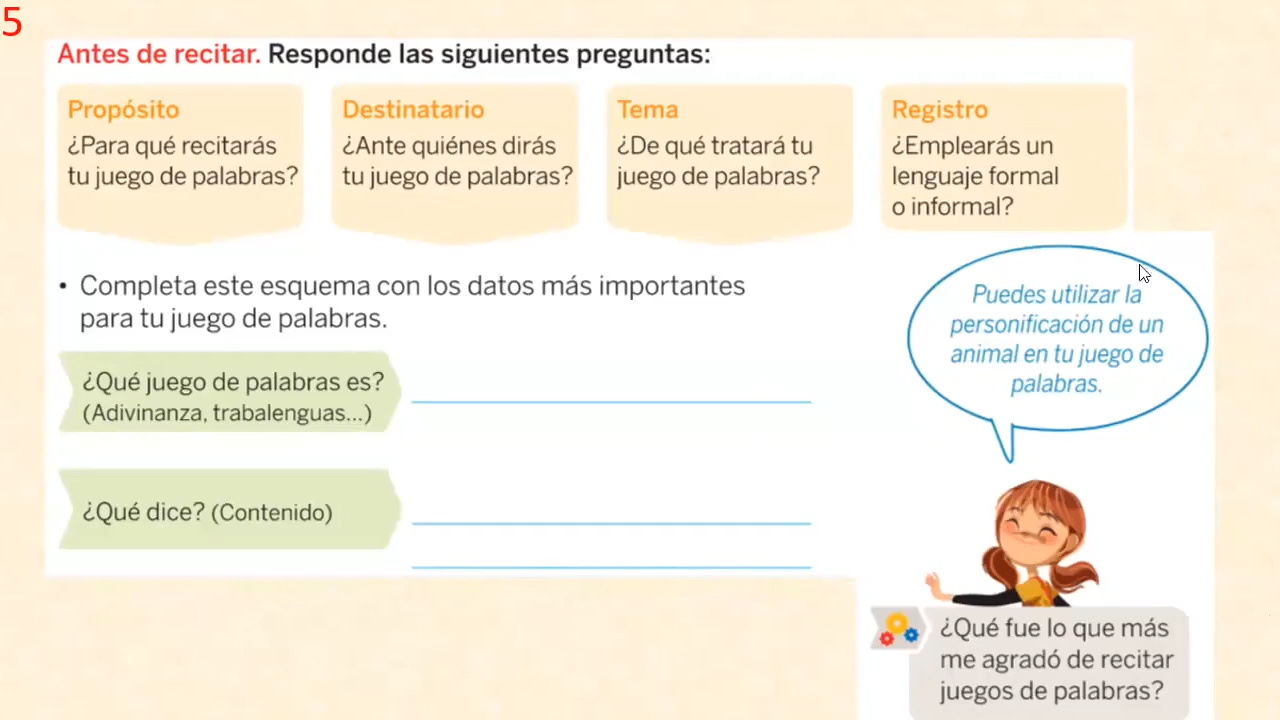 5
Antes de recitar. Responde las siguientes preguntas:
Propósito
¿Para qué recitarás
tu juego de palabras?
Destinatario
¿Ante quiénes dirás
tu juego de palabras?
Tema
¿De qué tratará tu
juego de palabras?
Registro
¿Emplearás un
lenguaje formal
o informal?
• Completa este esquema con los datos más importantes
para tu juego de palabras.
¿Qué juego de palabras es?
(Adivinanza, trabalenguas...)
¿Qué dice? (Contenido)
Puedes utilizar la
personificación de un
animal en tu juego de
palabras.
¿Qué fue lo que más
me agradó de recitar
juegos de palabras?